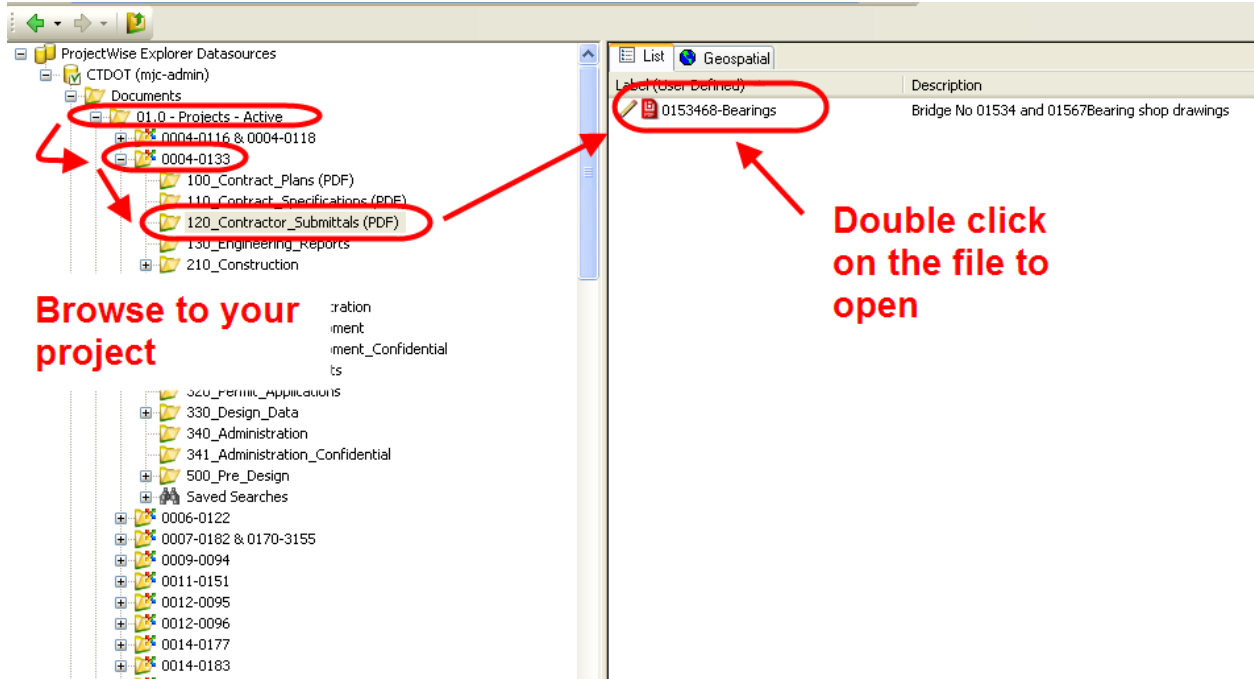 ProjectWise Explorer Datasources
CTDOT (mjc-admin)
Documents
01.0 - Projects - Active
0004-0116 & 0004-0118
0004-0133
100_Contract_Plans (PDF)
110_Contract_Specifications (PDF)
120_Contractor_Submittals (PDF)
130_Engineering_Reports
210_Construction
Browse to your
project
:ration
ment
ment_Confidential
ts
320_Permit_Applications
330_Design_Data
340_Administration
341_Administration_Confidential
500_Pre_Design
Saved Searches
0006-0122
0007-0182 & 0170-3155
0009-0094
0011-0151
0012-0095
0012-0096
0014-0177
0014-0183
List Geospatial
Label (User Defined) Description
0153468-Bearings Bridge No 01534 and 01567Bearing shop drawings
Double click
on the file to
open